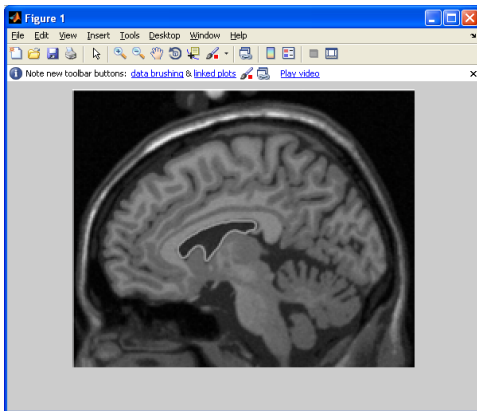 Figure 1
File Edit View Insert Tools Desktop Window Help
Note new toolbar buttons: data brushing & linked plots Play video